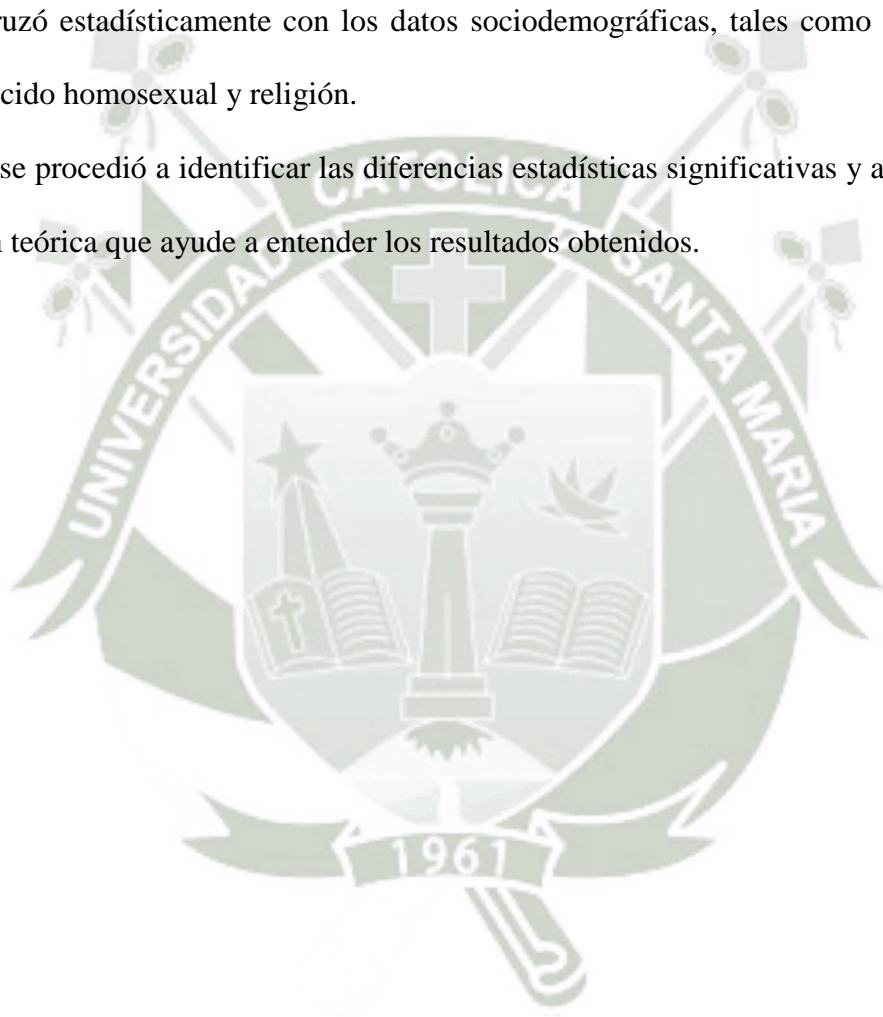 ruzó estadísticamente con los datos sociodemográficas, tales como
cido homosexual y religión.
se procedió a identificar las diferencias estadísticas significativas y a
n teórica que ayude a entender los resultados obtenidos.
UNIVERSIDAD CATOLICA SANTA MARIA
1961